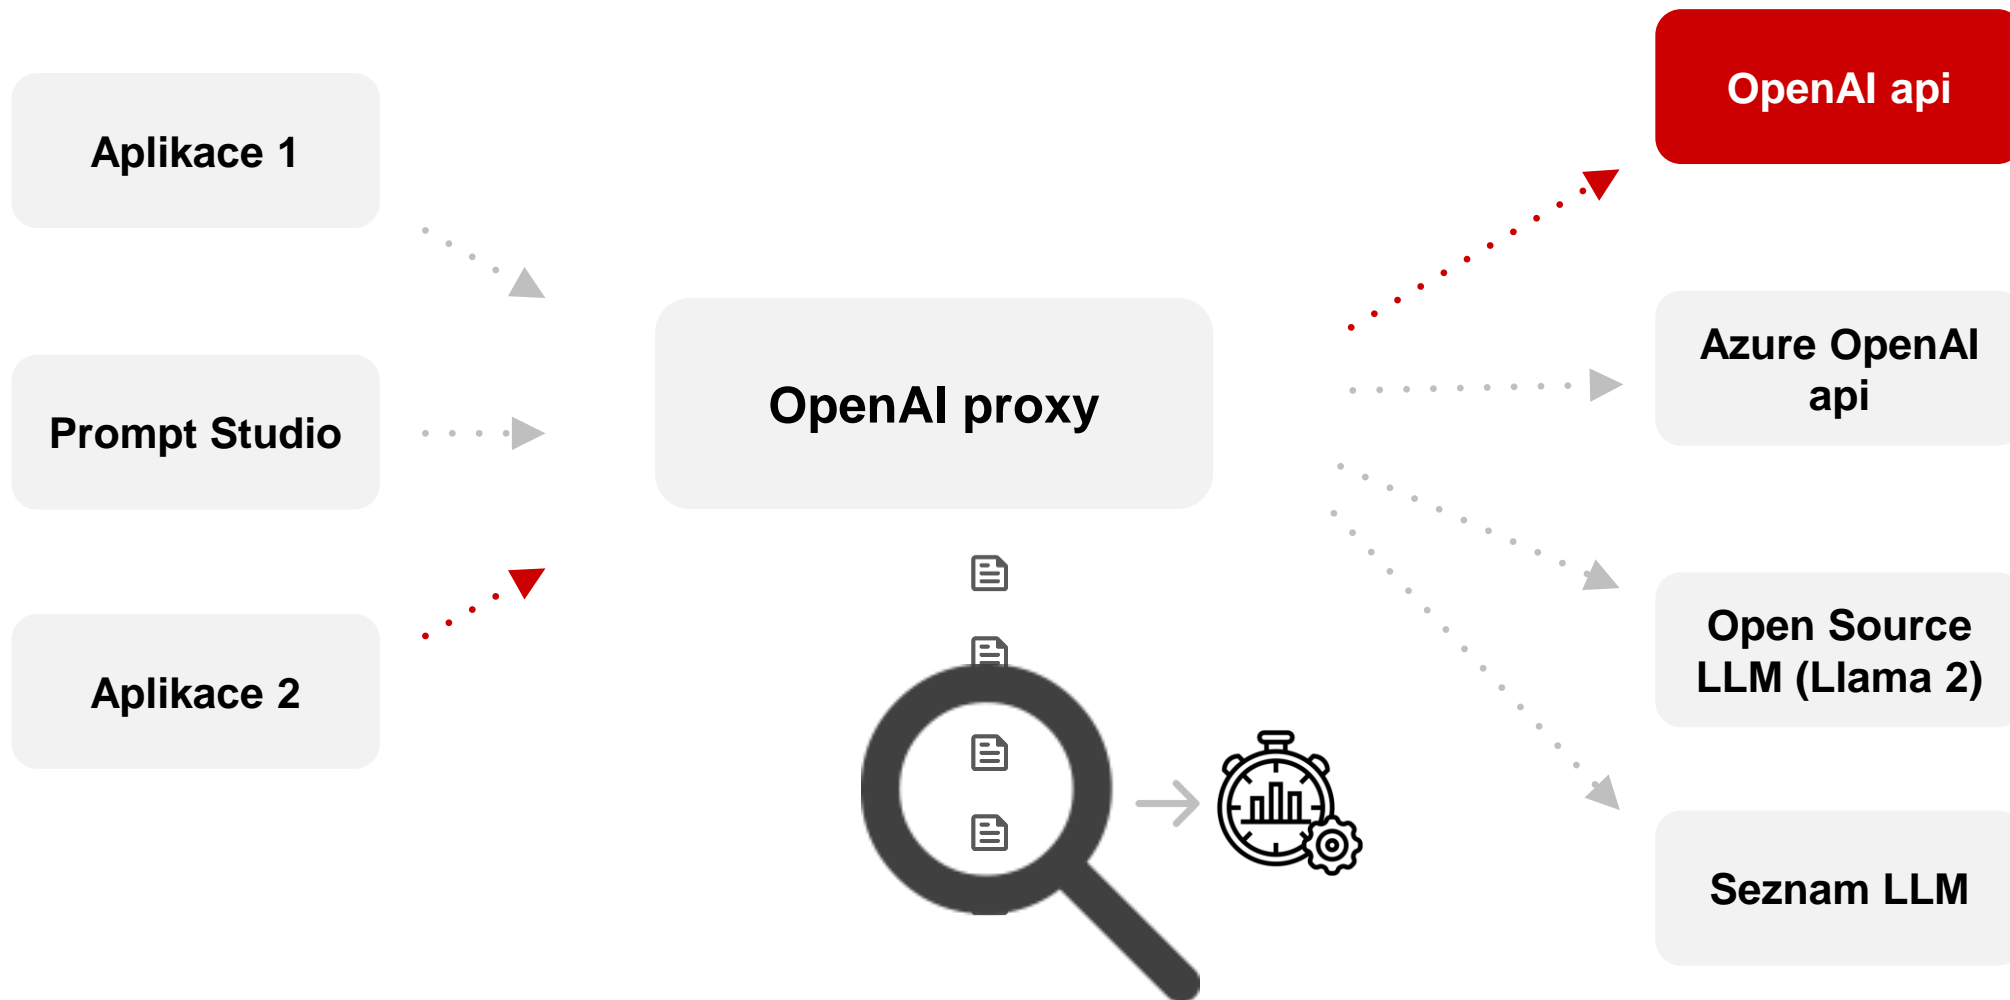 Aplikace 1
Prompt Studio
Aplikace 2
OpenAI proxy
OpenAI api
Azure OpenAI
api
Open Source
LLM (Llama 2)
Seznam LLM